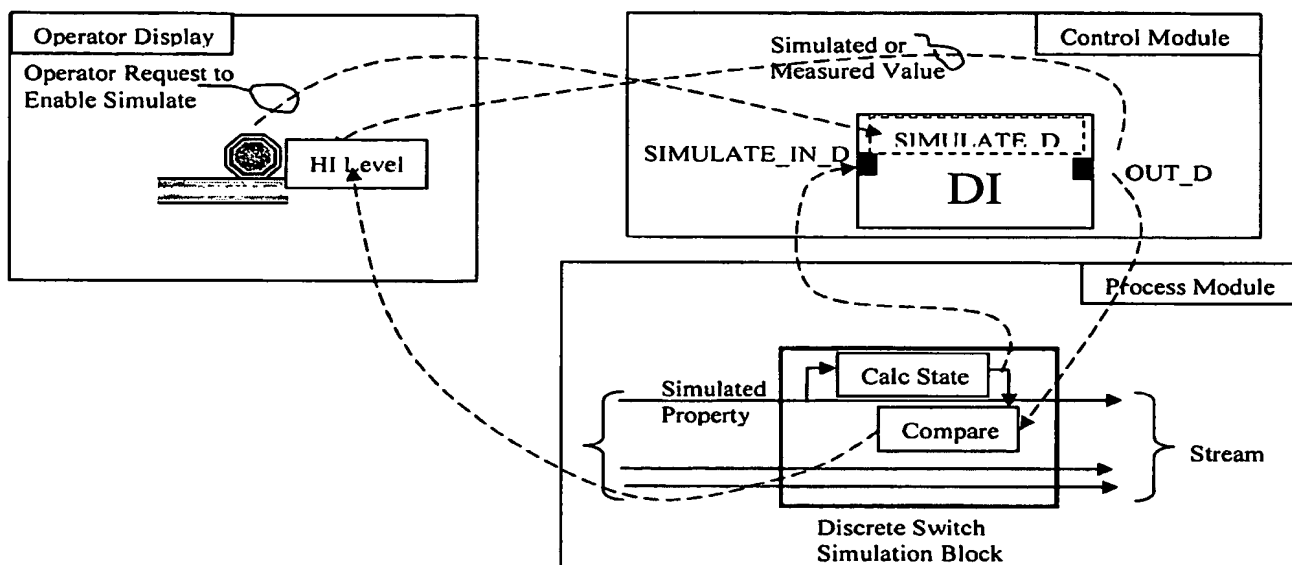 Operator Display
Operator Request to
Enable Simulate
HI Level
Simulated or
Measured Value
Control Module
SIMULATE_IN_D
SIMULATE_D
DI
OUT_D
Process Module
Calc State
Simulated
Property
Compare
Stream
Discrete Switch
Simulation Block